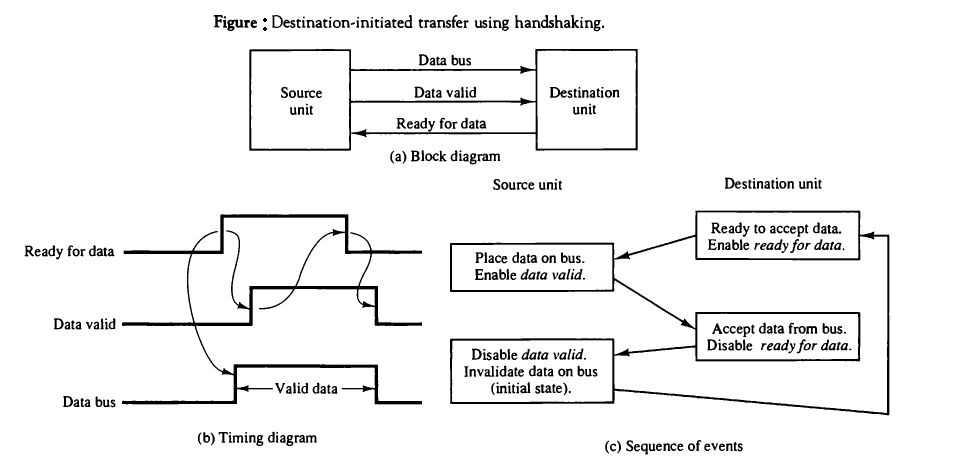 Figure : Destination-initiated transfer using handshaking.
Source
unit
Data bus
Data valid
Ready for data
Destination
unit
(a) Block diagram
Ready for data
Data valid
Data bus
Valid data
(b) Timing diagram
Source unit
Destination unit
Ready to accept data.
Enable ready for data.
Place data on bus.
Enable data valid.
Accept data from bus.
Disable ready for data.
Disable data valid.
Invalidate data on bus
(initial state).
(c) Sequence of events